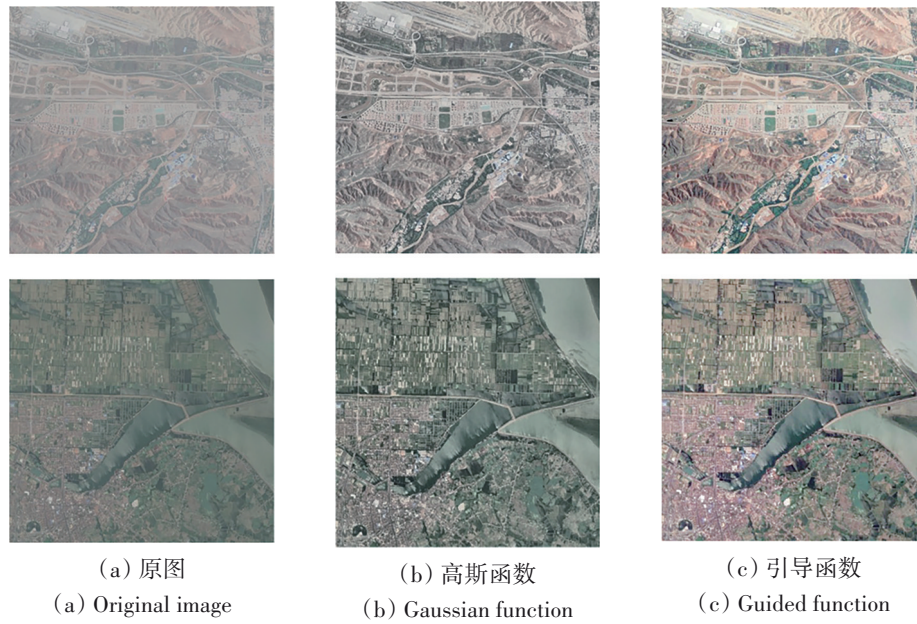 (a) 原图
(a) Original image
(b) 高斯函数
(b) Gaussian function
(c) 引导函数
(c) Guided function